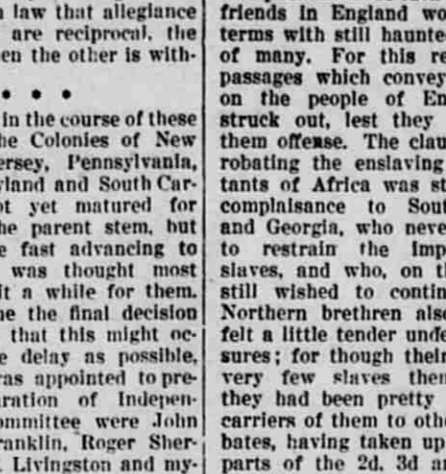 n law that allegiance
are reciprocal, the
en the other is with-
• • •
in the course of these
he Colonies of New
ersey, Pennsylvania,
yland and South Car-
ot yet matured for
he parent stem, but
e fast advancing to
was thought most
it a while for them.
ne the final decision
that this might oc-
e delay as possible,
as appointed to pre-
aration of Indepen-
ommittee were John
ranklin, Roger Sher-
Livingston and my-
friends in England wo
terms with still haunte
of many. For this re
passages which convey
on the people of En
struck out, lest they
them offense. The clau
robating the enslaving
tants of Africa was st
complaisance to Sout
and Georgia, who neve
to restrain the imp
slaves, and who, on th
still wished to contin
Northern brethren also
felt a little tender unde
sures; for though their
very few slaves them
they had been pretty
carriers of them to othe
bates, having taken up
parts of the 2d, 3d a